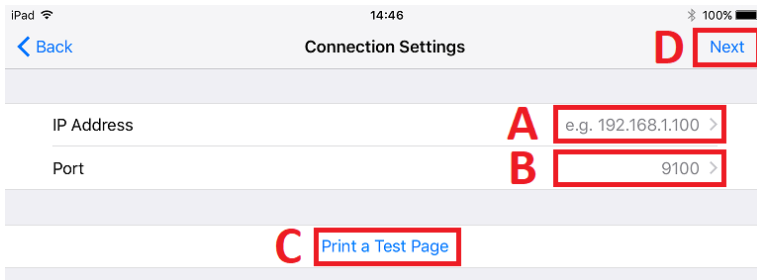 iPad 14:46 100%
Back Connection Settings D Next
IP Address A e.g. 192.168.1.100
Port B 9100
C Print a Test Page